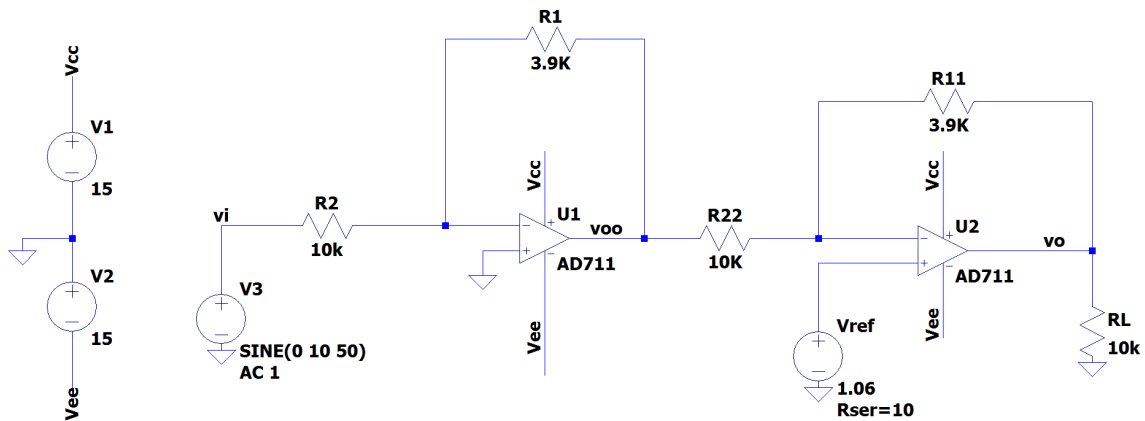 Vcc
V1
15
V2
15
Vee
vi
R2
10k
V3
SINE(0 10 50)
AC 1
R1
3.9K
Vcc
U1
AD711
Vee
voo
R22
10K
R11
3.9K
Vcc
U2
AD711
Vee
vo
Vref
1.06
Rser=10
RL
10k